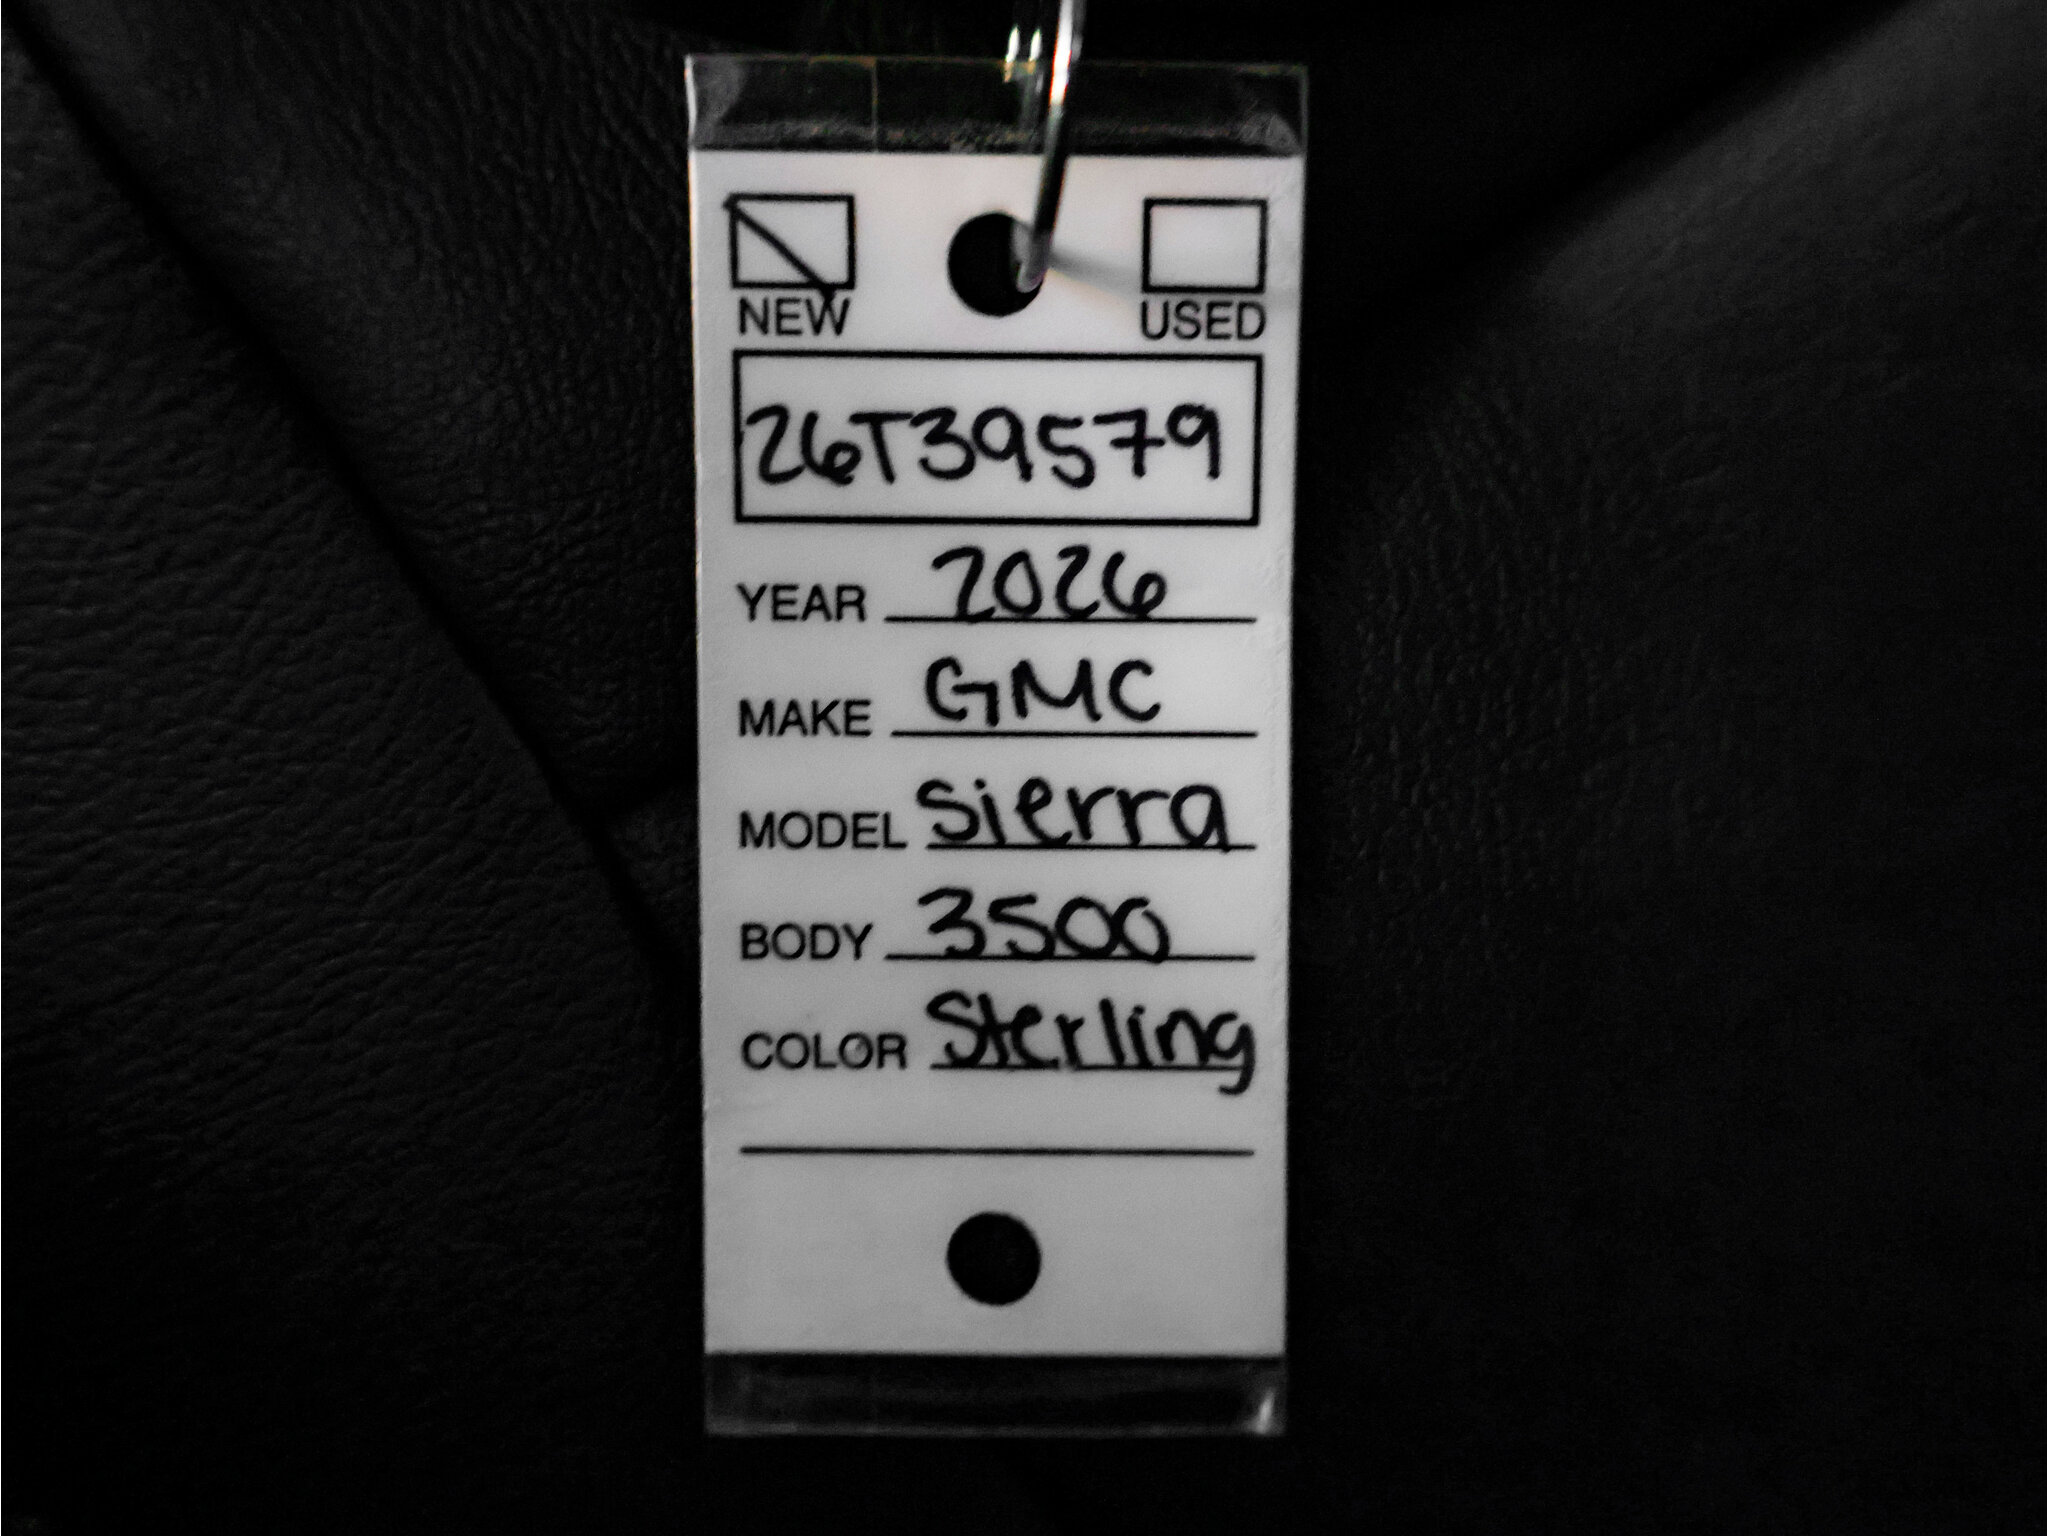 NEW USED
26T39579
YEAR 2026
MAKE GMC
MODEL Sierra
BODY 3500
COLOR Sterling